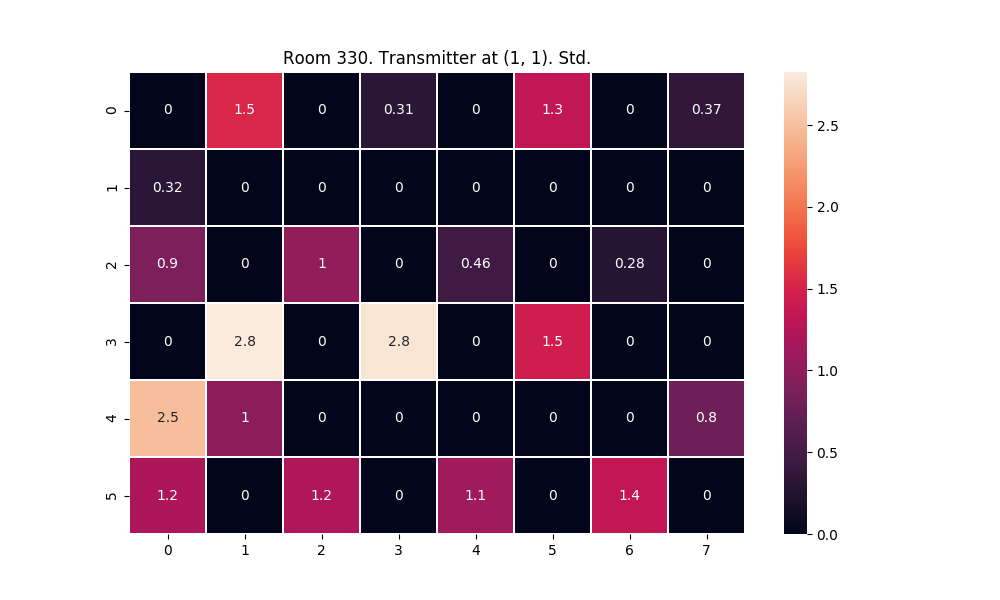 Room 330. Transmitter at (1, 1). Std.
0 0 1.5 0 0.31 0 1.3 0 0.37
1 0.32 0 0 0 0 0 0 0
2 0.9 0 1 0 0.46 0 0.28 0
3 0 2.8 0 2.8 0 1.5 0 0
4 2.5 1 0 0 0 0 0 0.8
5 1.2 0 1.2 0 1.1 0 1.4 0
0 1 2 3 4 5 6 7
2.5
2.0
1.5
1.0
0.5
0.0